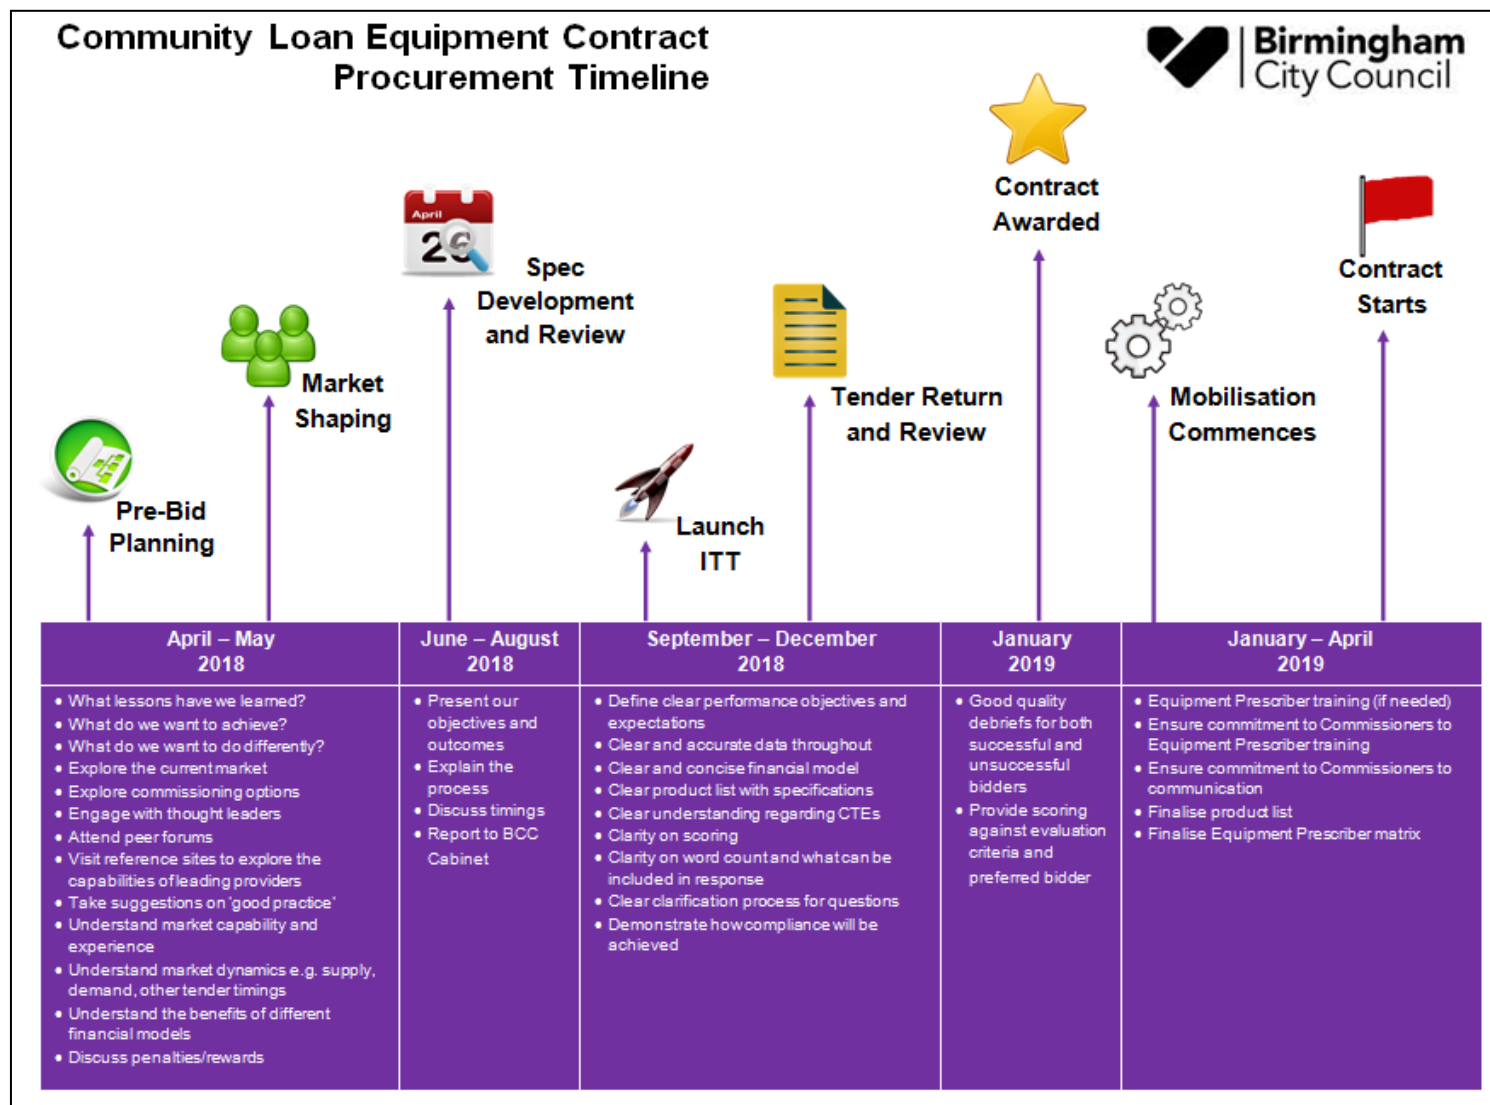 Community Loan Equipment Contract
Procurement Timeline
Birmingham
City Council
Pre-Bid
Planning
Market
Shaping
April
26
Spec
Development
and Review
Launch
ITT
Tender Return
and Review
Contract
Awarded
Mobilisation
Commences
Contract
Starts
April – May
2018
• What lessons have we learned?
• What do we want to achieve?
• What do we want to do differently?
• Explore the current market
• Explore commissioning options
• Engage with thought leaders
• Attend peer forums
• Visit reference sites to explore the
capabilities of leading providers
• Take suggestions on 'good practice'
• Understand market capability and
experience
• Understand market dynamics e.g. supply,
demand, other tender timings
• Understand the benefits of different
financial models
• Discuss penalties/rewards
June – August
2018
• Present our
objectives and
outcomes
• Explain the
process
• Discuss timings
• Report to BCC
Cabinet
September – December
2018
• Define clear performance objectives and
expectations
• Clear and accurate data throughout
• Clear and concise financial model
• Clear product list with specifications
• Clear understanding regarding CTEs
• Clarity on scoring
• Clarity on word count and what can be
included in response
• Clear clarification process for questions
• Demonstrate how compliance will be
achieved
January
2019
• Good quality
debriefs for both
successful and
unsuccessful
bidders
• Provide scoring
against evaluation
criteria and
preferred bidder
January – April
2019
• Equipment Prescriber training (if needed)
• Ensure commitment to Commissioners to
Equipment Prescriber training
• Ensure commitment to Commissioners to
communication
• Finalise product list
• Finalise Equipment Prescriber matrix